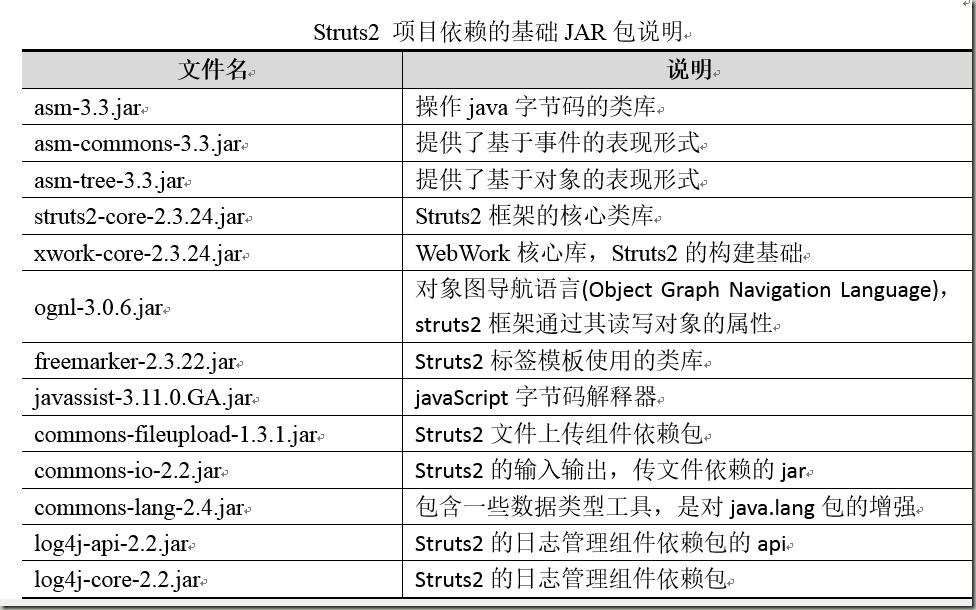 Struts2 项目依赖的基础 JAR 包说明
文件名 说明
asm-3.3.jar 操作 java 字节码的类库
asm-commons-3.3.jar 提供了基于事件的表现形式
asm-tree-3.3.jar 提供了基于对象的表现形式
struts2-core-2.3.24.jar Struts2 框架的核心类库
xwork-core-2.3.24.jar WebWork 核心库，Struts2 的构建基础
ognl-3.0.6.jar 对象图导航语言(Object Graph Navigation Language)，
struts2 框架通过其读写对象的属性
freemarker-2.3.22.jar Struts2 标签模板使用的类库
javassist-3.11.0.GA.jar javaScript 字节码解释器
commons-fileupload-1.3.1.jar Struts2 文件上传组件依赖包
commons-io-2.2.jar Struts2 的输入输出，传文件依赖的 jar
commons-lang-2.4.jar 包含一些数据类型工具，是对 java.lang 包的增强
log4j-api-2.2.jar Struts2 的日志管理组件依赖包的 api
log4j-core-2.2.jar Struts2 的日志管理组件依赖包